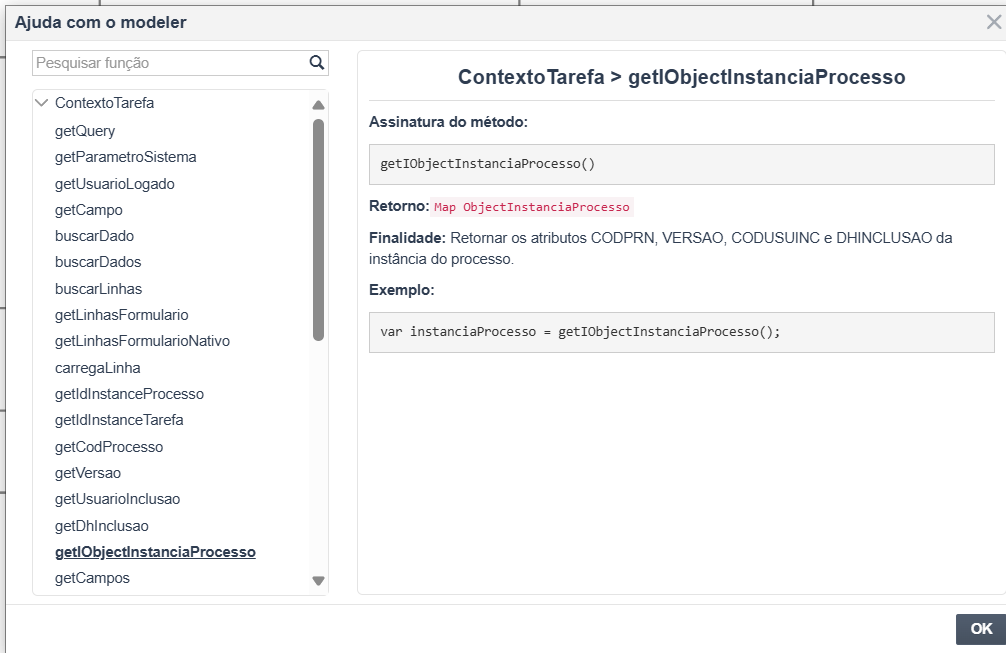 Ajuda com o modeler
Pesquisar função
ContextoTarefa
getQuery
getParametroSistema
getUsuarioLogado
getCampo
buscarDado
buscarDados
buscarLinhas
getLinhasFormulario
getLinhasFormularioNativo
carregaLinha
getIdInstanceProcesso
getIdInstanceTarefa
getCodProcesso
getVersao
getUsuarioInclusao
getDhInclusao
getIObjectInstanciaProcesso
getCampos
ContextoTarefa > getIObjectInstanciaProcesso
Assinatura do método:
getIObjectInstanciaProcesso()
Retorno: Map ObjectInstanciaProcesso
Finalidade: Retornar os atributos CODPRN, VERSAO, CODUSUINC e DHINCLUSAO da
instância do processo.
Exemplo:
var instanciaProcesso = getIObjectInstanciaProcesso();
OK